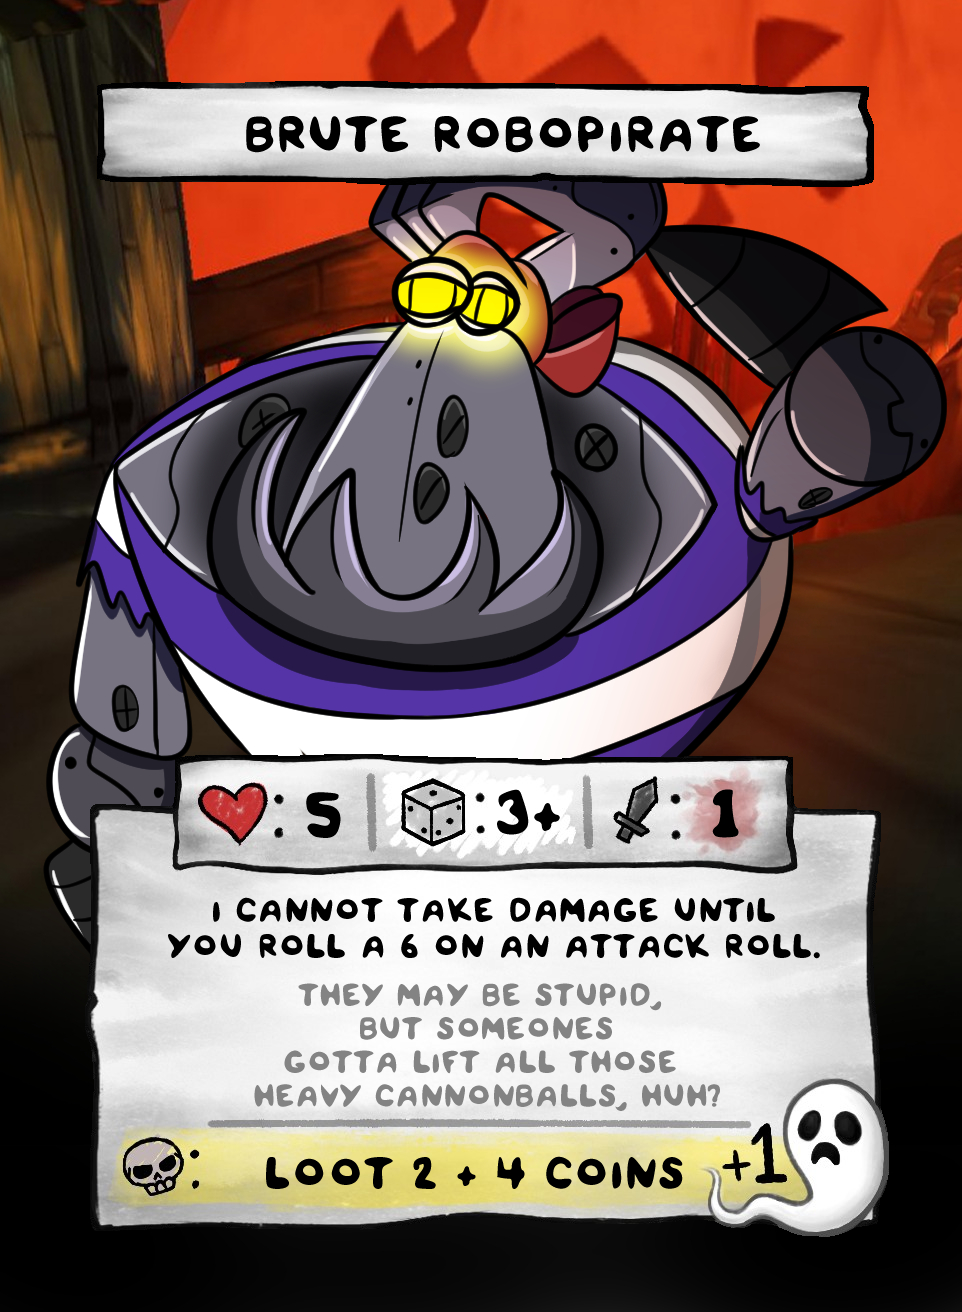 BRUTE ROBOPIRATE
: 5 : 3+ : 1
I CANNOT TAKE DAMAGE UNTIL
YOU ROLL A 6 ON AN ATTACK ROLL.
THEY MAY BE STUPID,
BUT SOMEONES
GOTTA LIFT ALL THOSE
HEAVY CANNONBALLS, HUH?
: LOOT 2 + 4 COINS +1